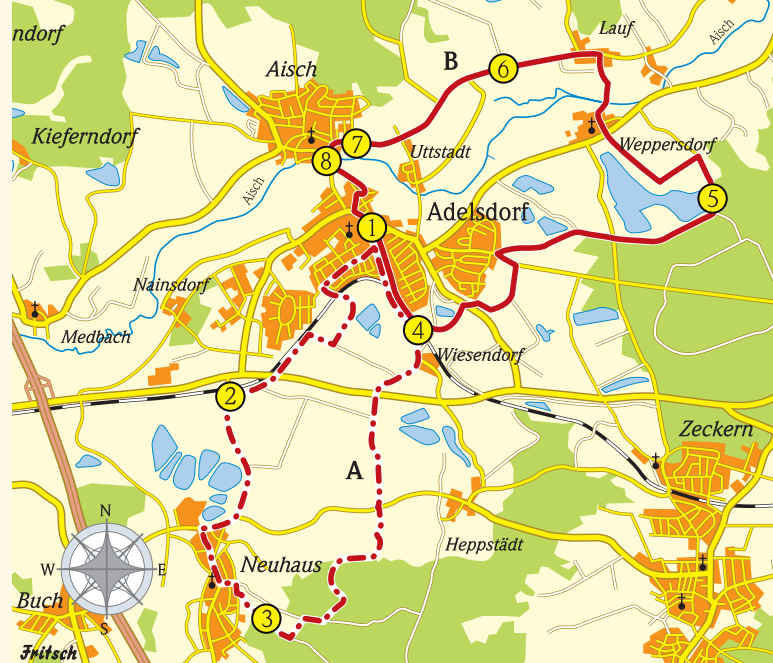 ndorf
Lauf
Aisch
B
6
Aisch
Kieferndorf
7
Uttstadt
Weppersdorf
8
Aisch
5
Adelsdorf
1
Nainsdorf
4
Medbach
Wiesendorf
2
Zeckern
A
N
Heppstädt
W
E
Neuhaus
Buch
3
S
Fritsch